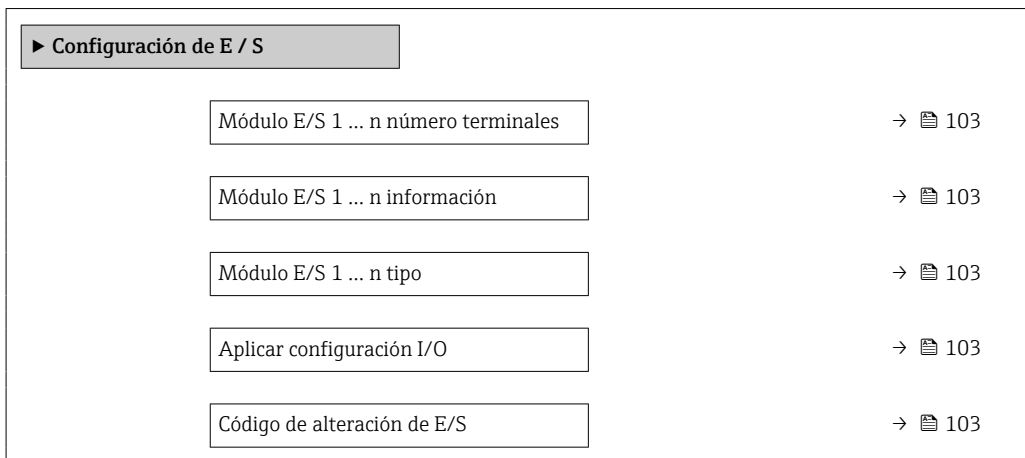 ▶ Configuración de E / S
Módulo E/S 1 … n número terminales → 103
Módulo E/S 1 … n información → 103
Módulo E/S 1 … n tipo → 103
Aplicar configuración I/O → 103
Código de alteración de E/S → 103